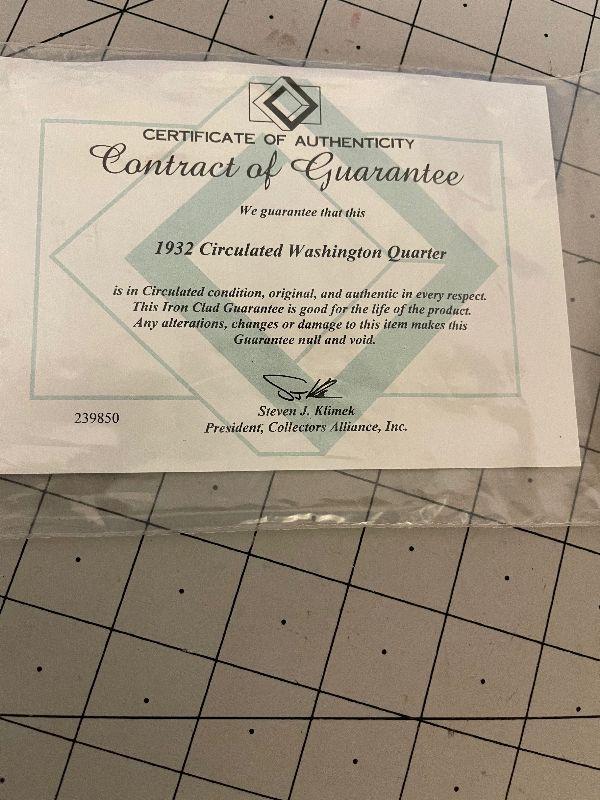 CERTIFICATE OF AUTHENTICITY
Contract of Guarantee
We guarantee that this
1932 Circulated Washington Quarter
is in Circulated condition, original, and authentic in every respect.
This Iron Clad Guarantee is good for the life of the product.
Any alterations, changes or damage to this item makes this
Guarantee null and void.
Steven J. Klimek
239850
President, Collectors Alliance, Inc.